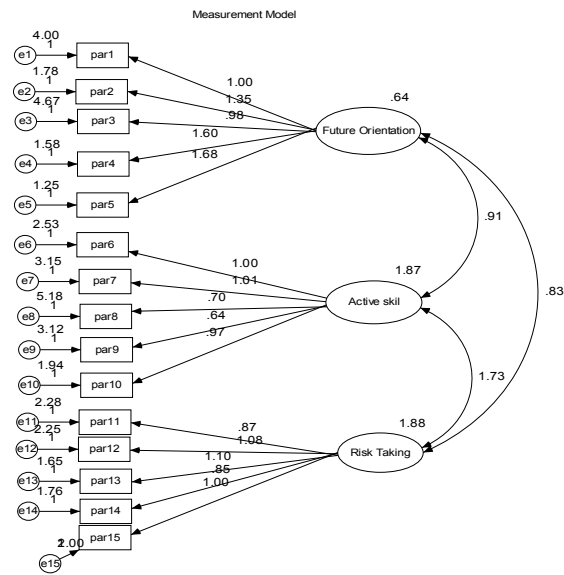 Measurement Model
4.00
1
e1
par1
1.78
1
e2
par2
4.67
1
e3
par3
1.58
1
e4
par4
1.25
1
e5
par5
1.00
1.35
.98
1.60
1.68
.64
Future Orientation
2.53
1
e6
par6
3.15
1
e7
par7
5.18
1
e8
par8
3.12
1
e9
par9
1.94
1
e10
par10
1.00
1.01
.70
.64
.97
1.87
Active skil
2.28
1
e11
par11
2.25
1
e12
par12
1.65
1
e13
par13
1.76
1
e14
par14
2.00
e15
par15
.87
1.08
1.10
.85
1.00
1.88
Risk Taking
.91
.83
1.73